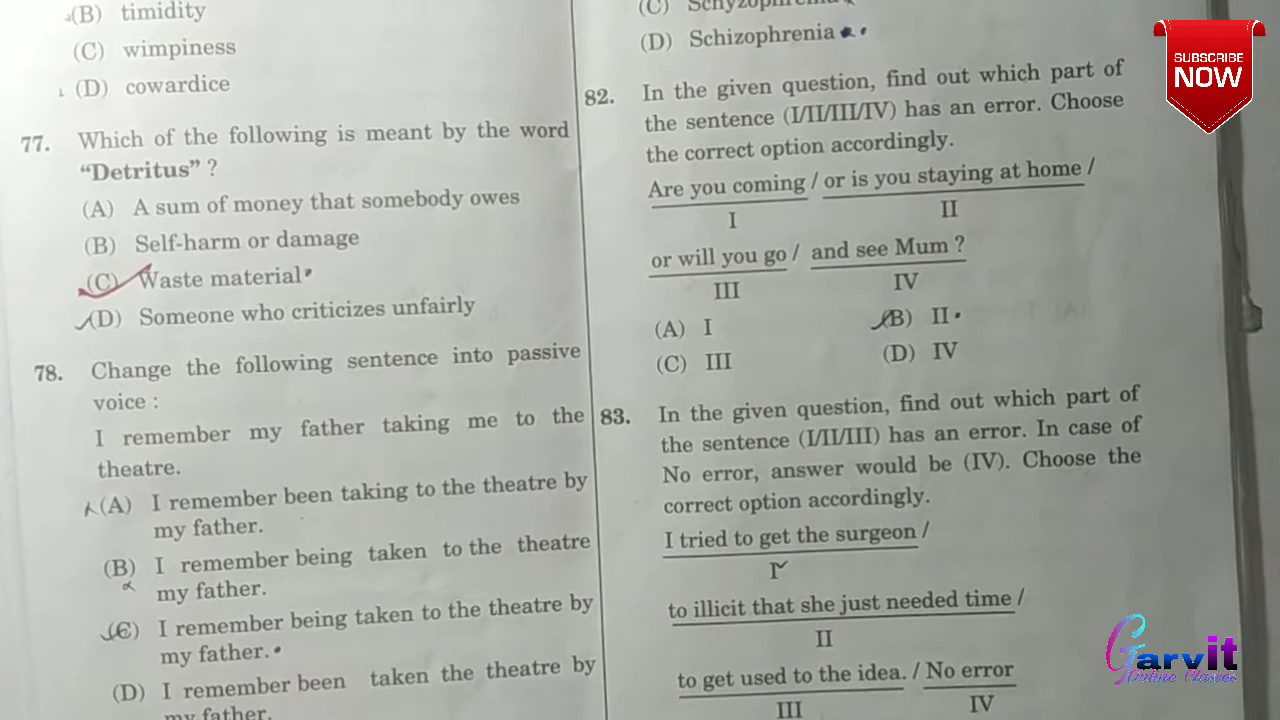 (B) timidity
(C) wimpiness
(D) cowardice
77. Which of the following is meant by the word
“Detritus” ?
(A) A sum of money that somebody owes
(B) Self-harm or damage
(C) Waste material
(D) Someone who criticizes unfairly
78. Change the following sentence into passive
voice :
I remember my father taking me to the
theatre.
(A) I remember been taking to the theatre by
my father.
(B) I remember being taken to the theatre
my father.
(C) I remember being taken to the theatre by
my father.
(D) I remember been taken the theatre by
my father.
(C)
(D) Schizophrenia
82. In the given question, find out which part of
the sentence (I/II/III/IV) has an error. Choose
the correct option accordingly.
Are you coming / or is you staying at home /
I II
or will you go / and see Mum ?
III IV
(A) I (B) II
(C) III (D) IV
83. In the given question, find out which part of
the sentence (I/II/III) has an error. In case of
No error, answer would be (IV). Choose the
correct option accordingly.
I tried to get the surgeon /
I
to illicit that she just needed time /
II
to get used to the idea. / No error
III IV
SUBSCRIBE
NOW
Garvit
Online Classes